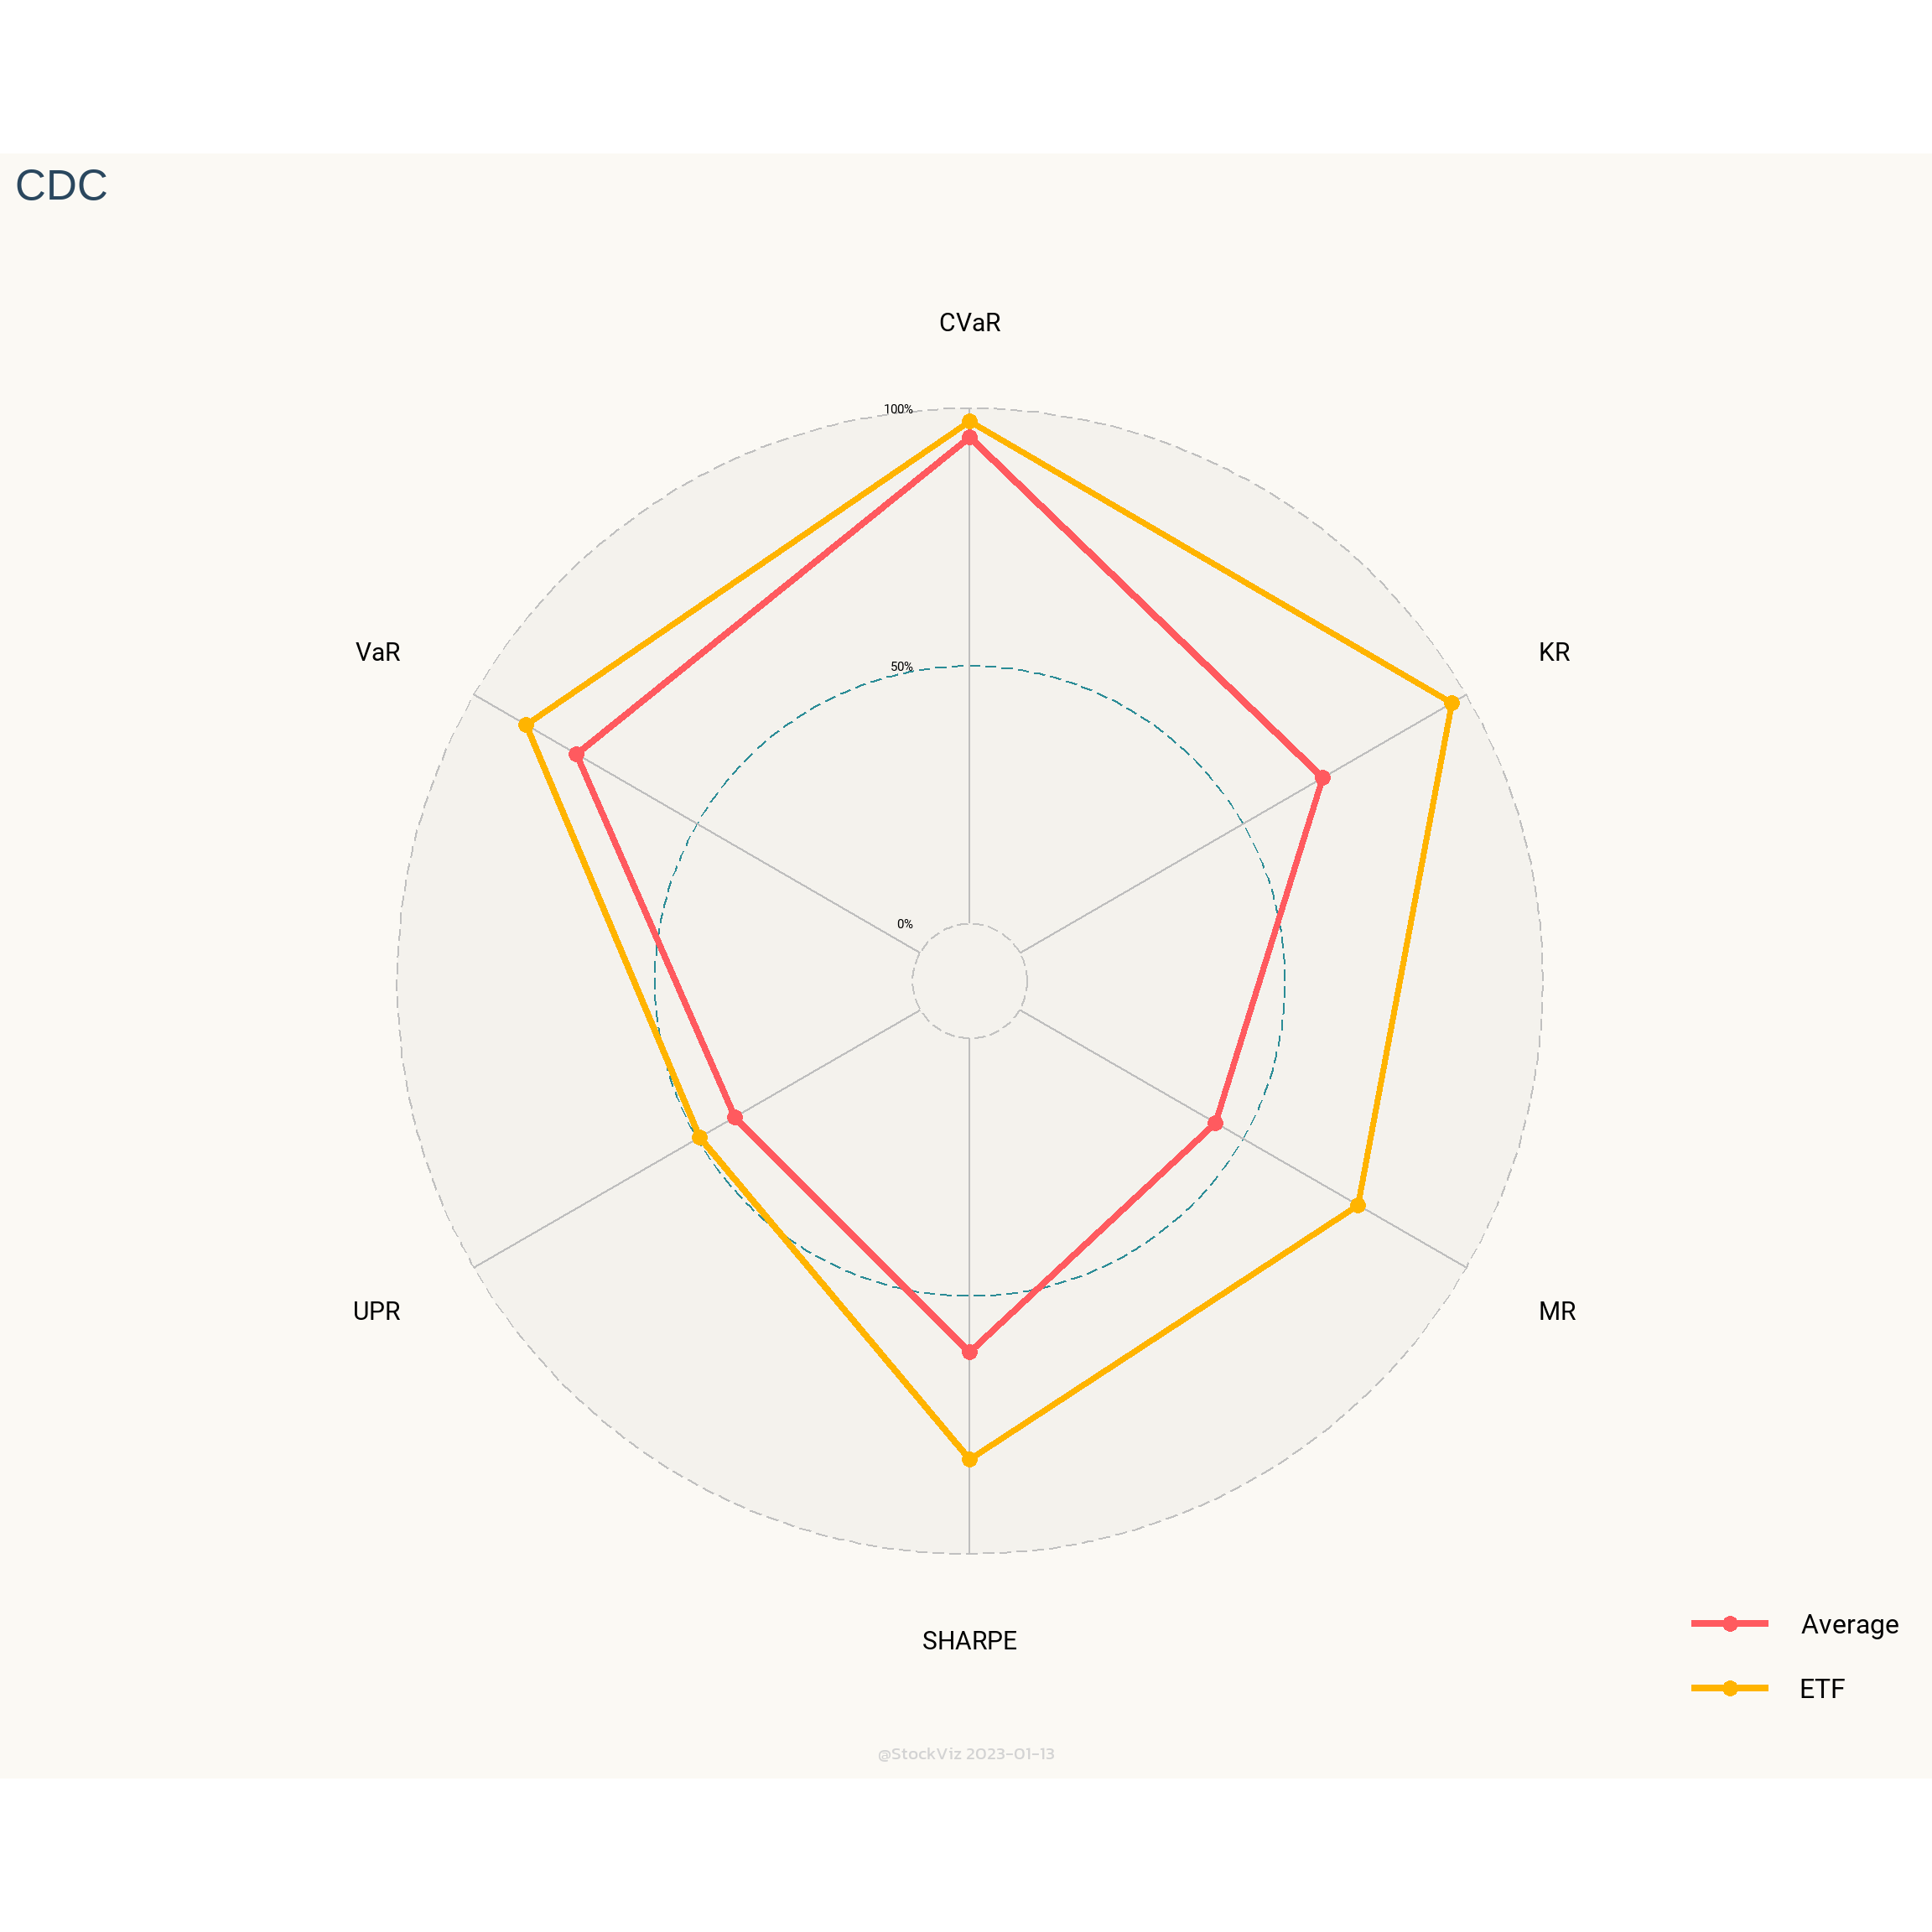 CDC
CVaR
100%
KR
VaR
50%
0%
UPR
MR
SHARPE
Average
ETF
@StockViz 2023-01-13